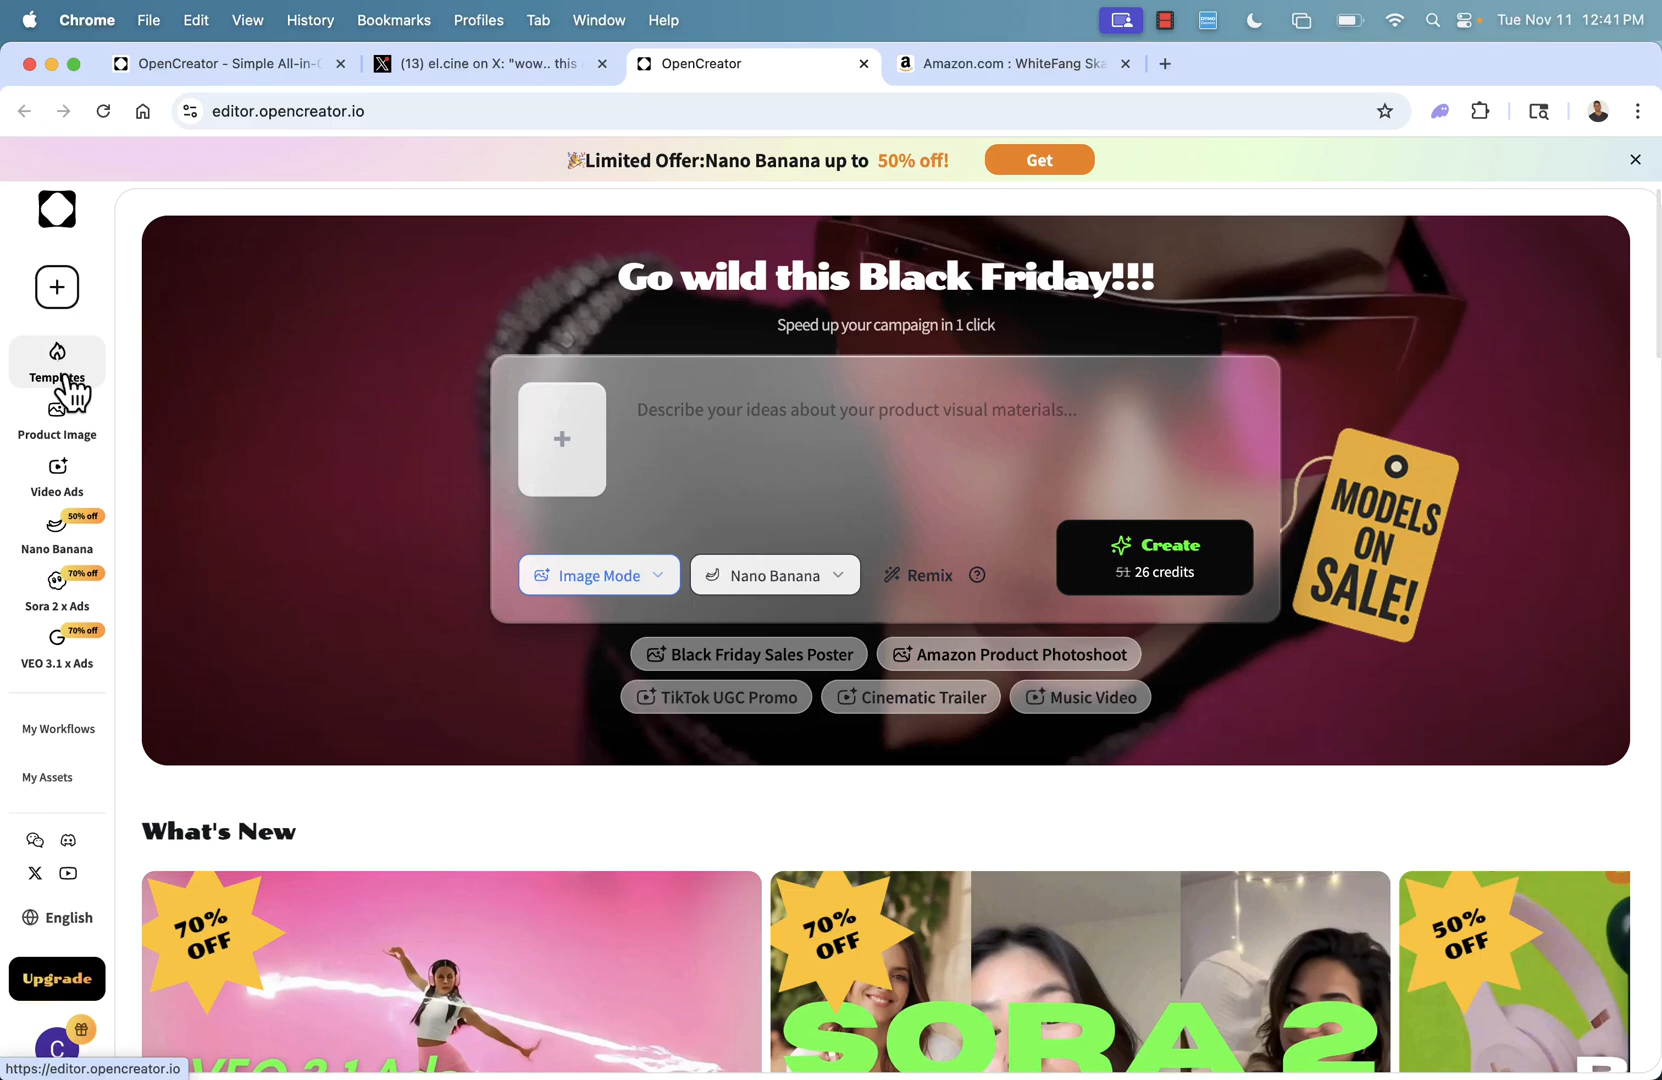 Chrome File Edit View History Bookmarks Profiles Tab Window Help
Tue Nov 11 12:41 PM
OpenCreator - Simple All-in-
(13) el.cine on X: "wow.. this
OpenCreator
Amazon.com : WhiteFang Ska
editor.opencreator.io
Limited Offer:Nano Banana up to 50% off!
Get
Templates
Product Image
Video Ads
50% off
Nano Banana
70% off
Sora 2 x Ads
70% off
VEO 3.1 x Ads
My Workflows
My Assets
English
Upgrade
C
Go wild this Black Friday!!!
Speed up your campaign in 1 click
Describe your ideas about your product visual materials...
Image Mode
Nano Banana
Remix
Create
51 26 credits
MODELS
ON
SALE!
Black Friday Sales Poster
Amazon Product Photoshoot
TikTok UGC Promo
Cinematic Trailer
Music Video
What's New
70%
OFF
VEO 3.1 Ads
70%
OFF
SORA 2
50%
OFF
https://editor.opencreator.io